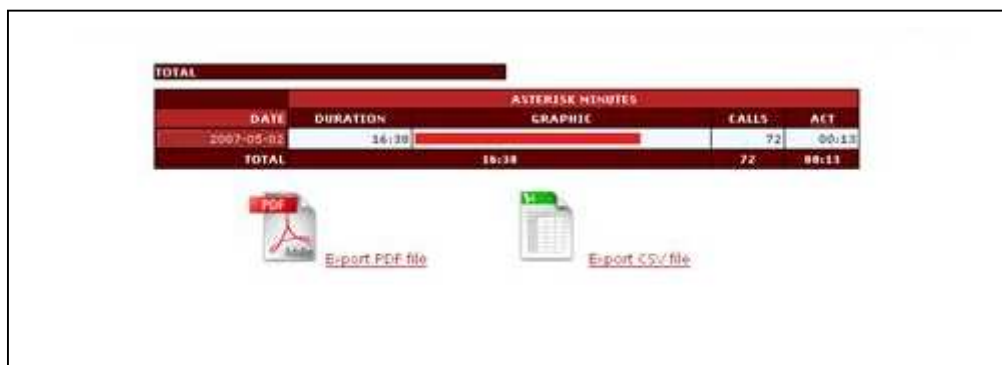 TOTAL
ASTERISK MINUTES
DATE DURATION GRAPHIC CALLS ACT
2007-05-02 16:38 72 00:13
TOTAL 16:38 72 00:13
PDF
Adobe
Export PDF file
Export CSV file